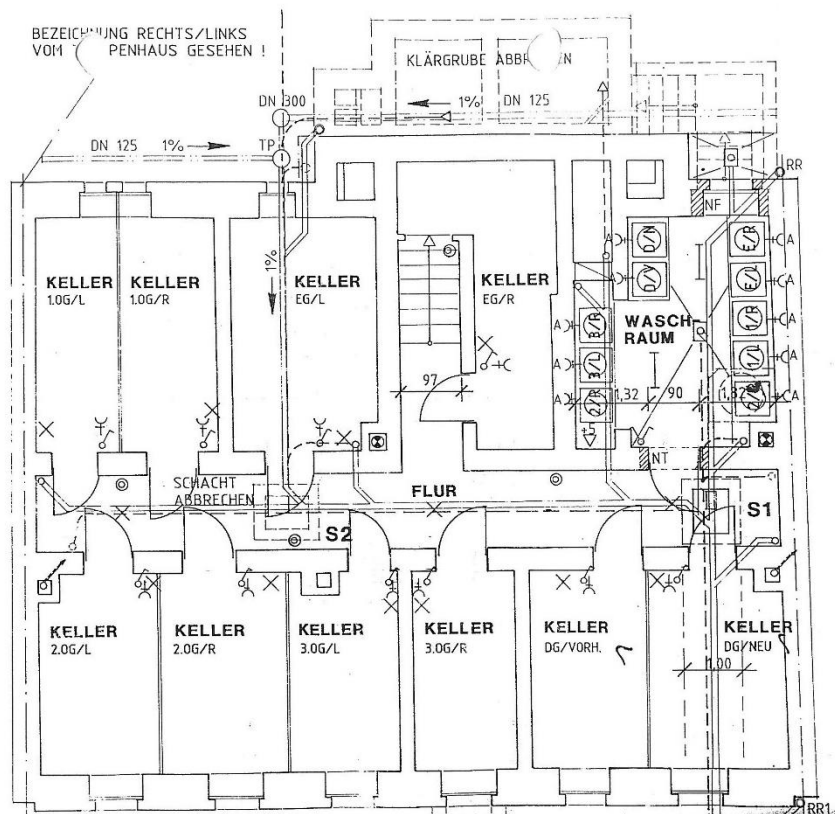 BEZEICHNUNG RECHTS/LINKS
VOM PENHAUS GESEHEN !
KLÄRGRUBE
DN 300
1%
DN 125
DN 125
1%
TP
RR
NF
1%
KELLER
1.OG/L
KELLER
1.OG/R
KELLER
EG/L
KELLER
EG/R
D/N
D/V
E/R
E/L
1/R
1/L
2/L
3/R
3/L
2/R
A
A
A
A
A
A
A
A
A
A
WASCH-
RAUM
97
1,32
90
1,32
+5
NT
SCHACHT
ABBRECHEN
FLUR
S2
S1
KELLER
2.OG/L
KELLER
2.OG/R
KELLER
3.OG/L
KELLER
3.OG/R
KELLER
DG/VORH.
KELLER
DG/NEU
1,00
RR1